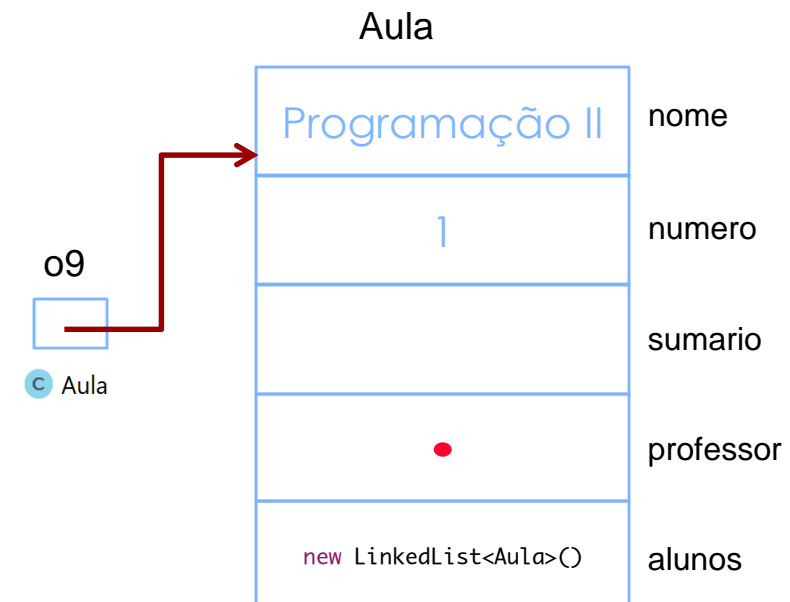 Aula
Programação II
nome
1
numero
o9
sumario
C Aula
professor
new LinkedList<Aula>()
alunos